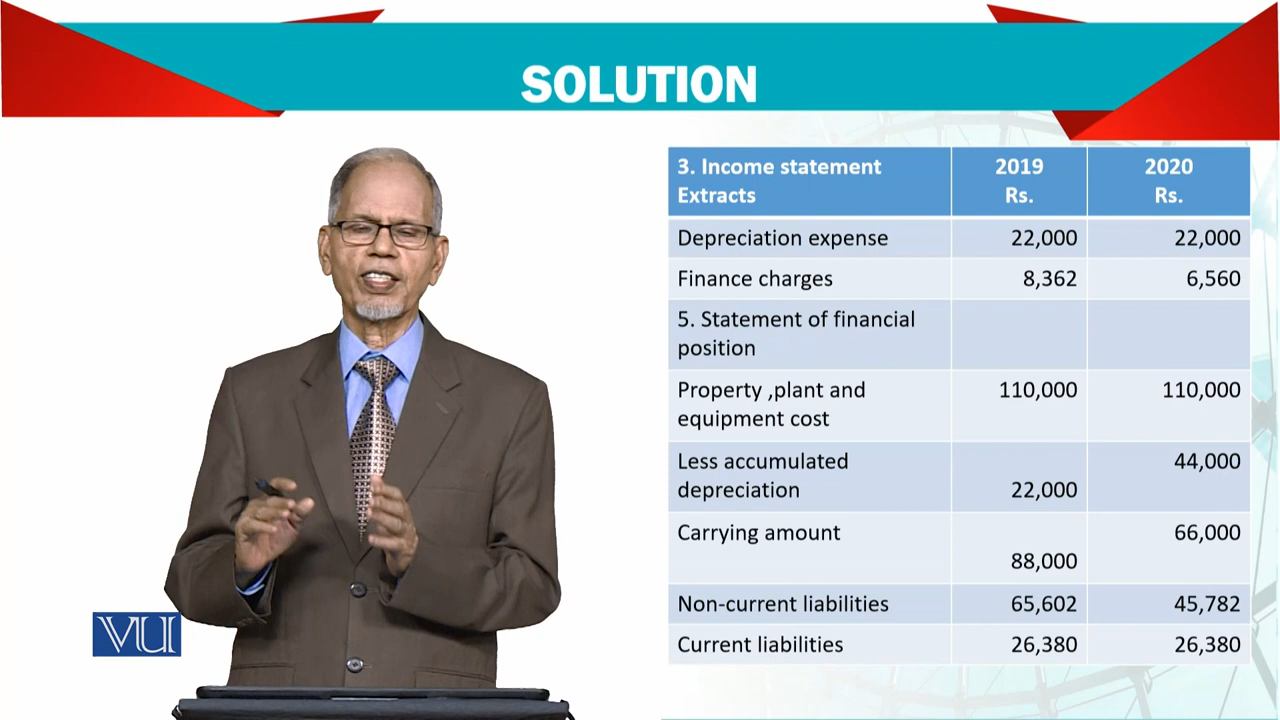 SOLUTION
3. Income statement 2019 2020
Extracts Rs. Rs.
Depreciation expense 22,000 22,000
Finance charges 8,362 6,560
5. Statement of financial
position
Property ,plant and 110,000 110,000
equipment cost
Less accumulated 44,000
depreciation 22,000
Carrying amount 66,000
88,000
Non-current liabilities 65,602 45,782
Current liabilities 26,380 26,380
VU